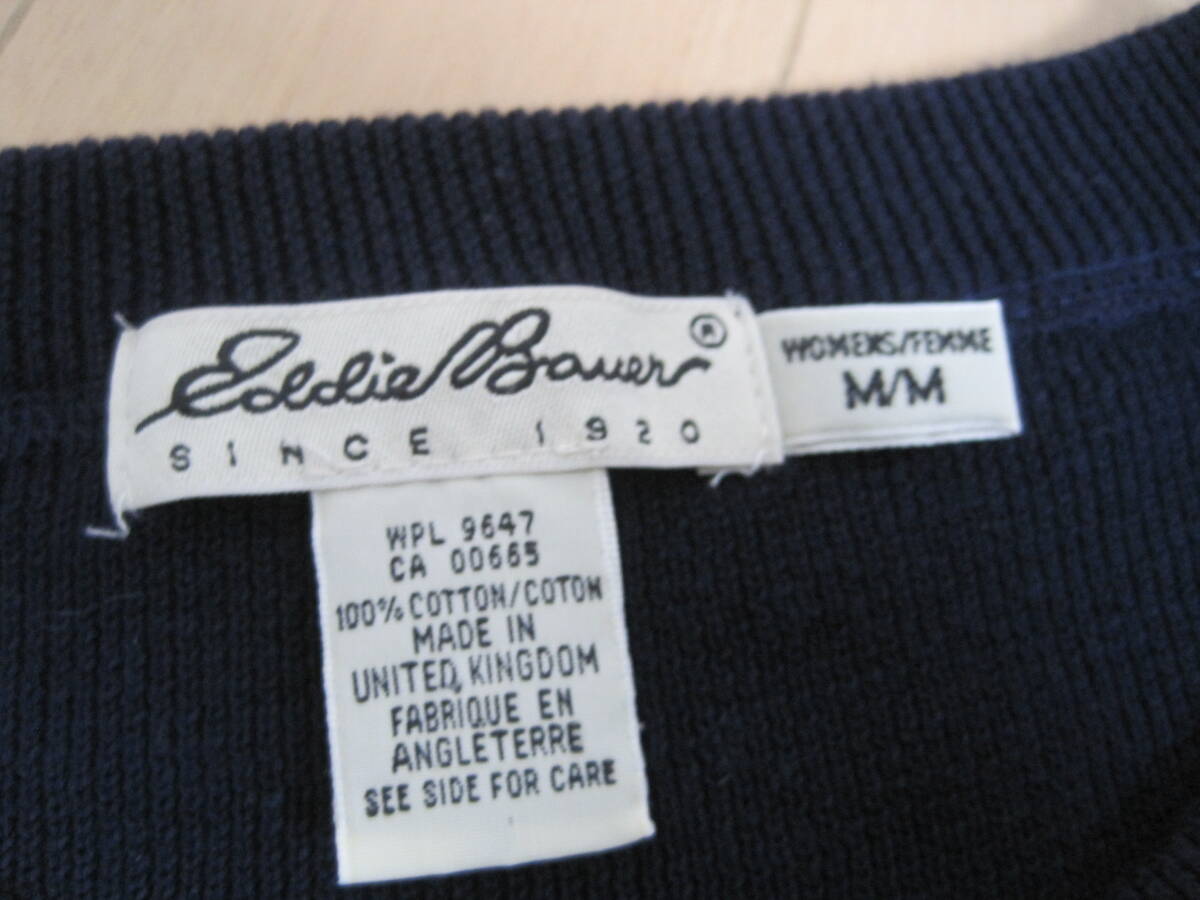 Eddie Bauer ®
SINCE 1920
WOMENS/FEMME
M/M
WPL 9647
CA 00665
100% COTTON/COTON
MADE IN
UNITED KINGDOM
FABRIQUE EN
ANGLETERRE
SEE SIDE FOR CARE